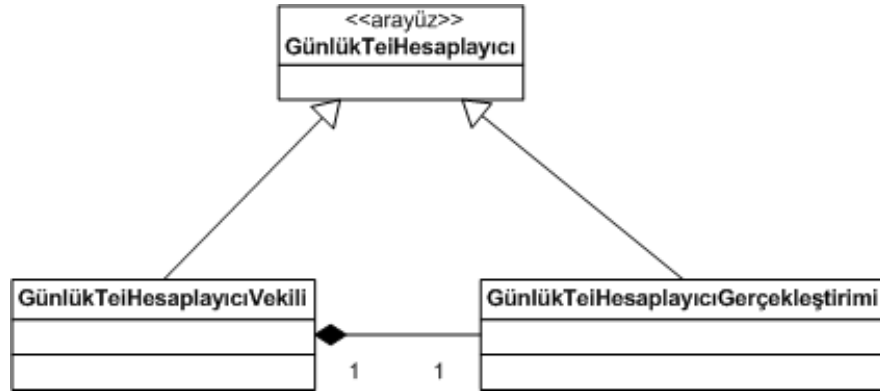 <<arayüz>>
GünlükTeiHesaplayıcı
GünlükTeiHesaplayıcıVekili
GünlükTeiHesaplayıcıGerçekleştirimi
1 1